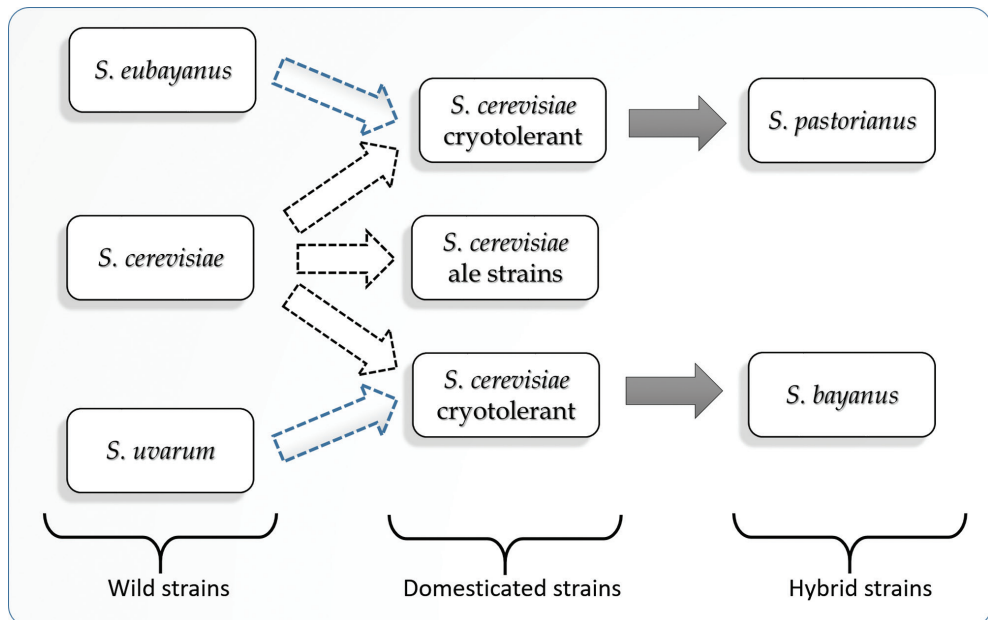 S. eubayanus
S. cerevisiae
cryotolerant
S. pastorianus
S. cerevisiae
S. cerevisiae
ale strains
S. uvarum
S. cerevisiae
cryotolerant
S. bayanus
Wild strains
Domesticated strains
Hybrid strains